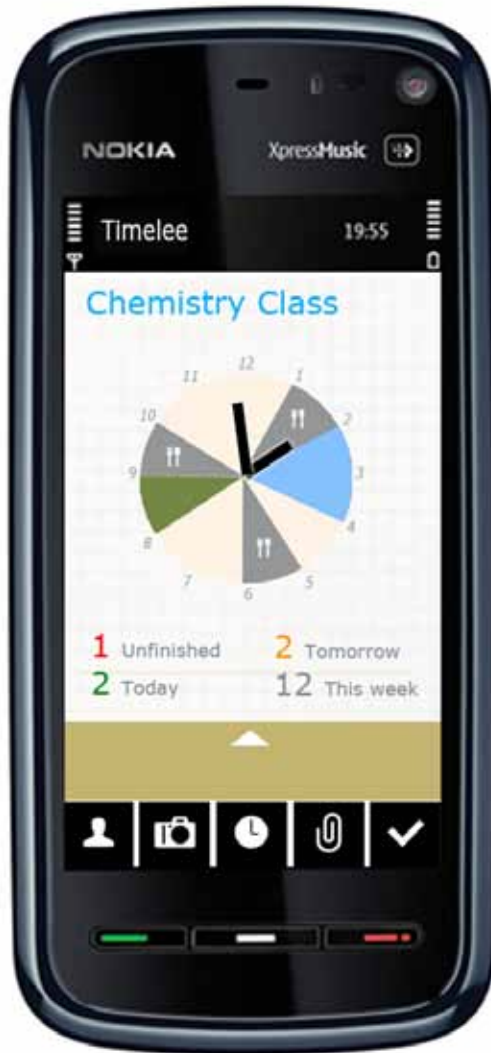 NOKIA XpressMusic
Timelee 19:55
Chemistry Class
12
11 1
10 2
9 3
8 4
7 5
6
1 Unfinished 2 Tomorrow
2 Today 12 This week